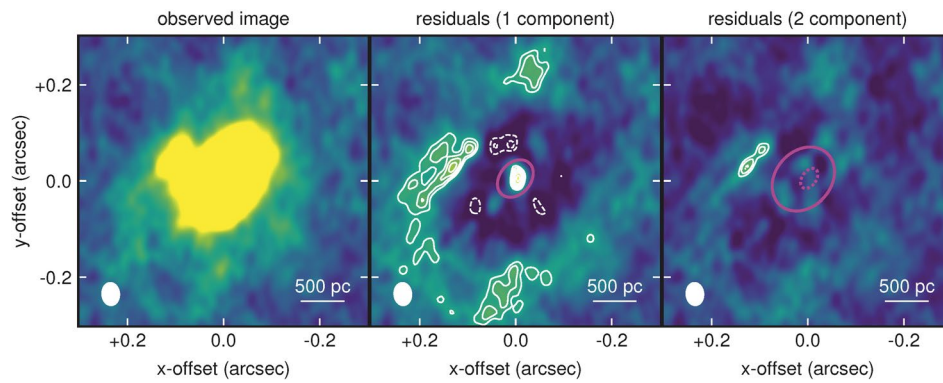 observed image
residuals (1 component)
residuals (2 component)
+0.2
0.0
-0.2
y-offset (arcsec)
500 pc
500 pc
500 pc
+0.2
0.0
-0.2
+0.2
0.0
-0.2
+0.2
0.0
-0.2
x-offset (arcsec)
x-offset (arcsec)
x-offset (arcsec)